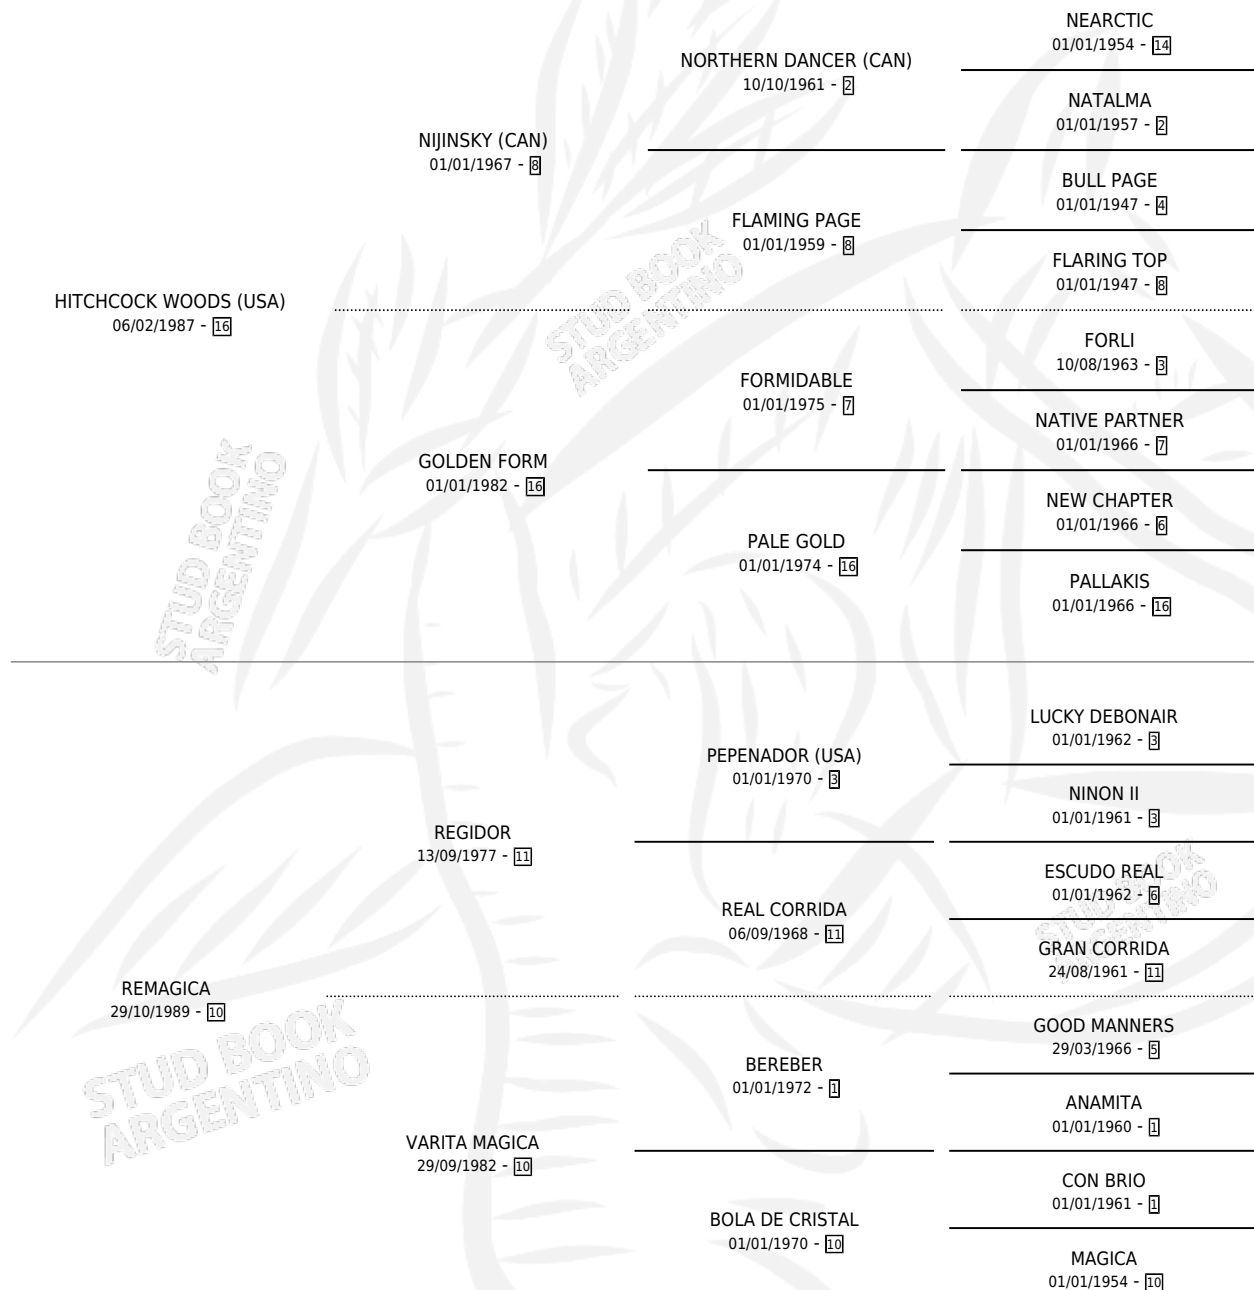 NEARCTIC
01/01/1954 - 14
NORTHERN DANCER (CAN)
10/10/1961 - 2
NATALMA
01/01/1957 - 2
NIJINSKY (CAN)
01/01/1967 - 8
BULL PAGE
01/01/1947 - 4
FLAMING PAGE
01/01/1959 - 8
FLARING TOP
01/01/1947 - 8
HITCHCOCK WOODS (USA)
06/02/1987 - 16
FORLI
10/08/1963 - 3
FORMIDABLE
01/01/1975 - 7
NATIVE PARTNER
01/01/1966 - 7
GOLDEN FORM
01/01/1982 - 16
NEW CHAPTER
01/01/1966 - 6
PALE GOLD
01/01/1974 - 16
PALLAKIS
01/01/1966 - 16
LUCKY DEBONAIR
01/01/1962 - 3
PEPENADOR (USA)
01/01/1970 - 3
NINON II
01/01/1961 - 3
REGIDOR
13/09/1977 - 11
ESCUDO REAL
01/01/1962 - 6
REAL CORRIDA
06/09/1968 - 11
GRAN CORRIDA
24/08/1961 - 11
REMAGICA
29/10/1989 - 10
GOOD MANNERS
29/03/1966 - 5
BEREBER
01/01/1972 - 1
ANAMITA
01/01/1960 - 1
VARITA MAGICA
29/09/1982 - 10
CON BRIO
01/01/1961 - 1
BOLA DE CRISTAL
01/01/1970 - 10
MAGICA
01/01/1954 - 10
STUD BOOK
ARGENTINO
STUD BOOK
ARGENTINO
STUD BOOK
ARGENTINO
STUD BOOK
ARGENTINO